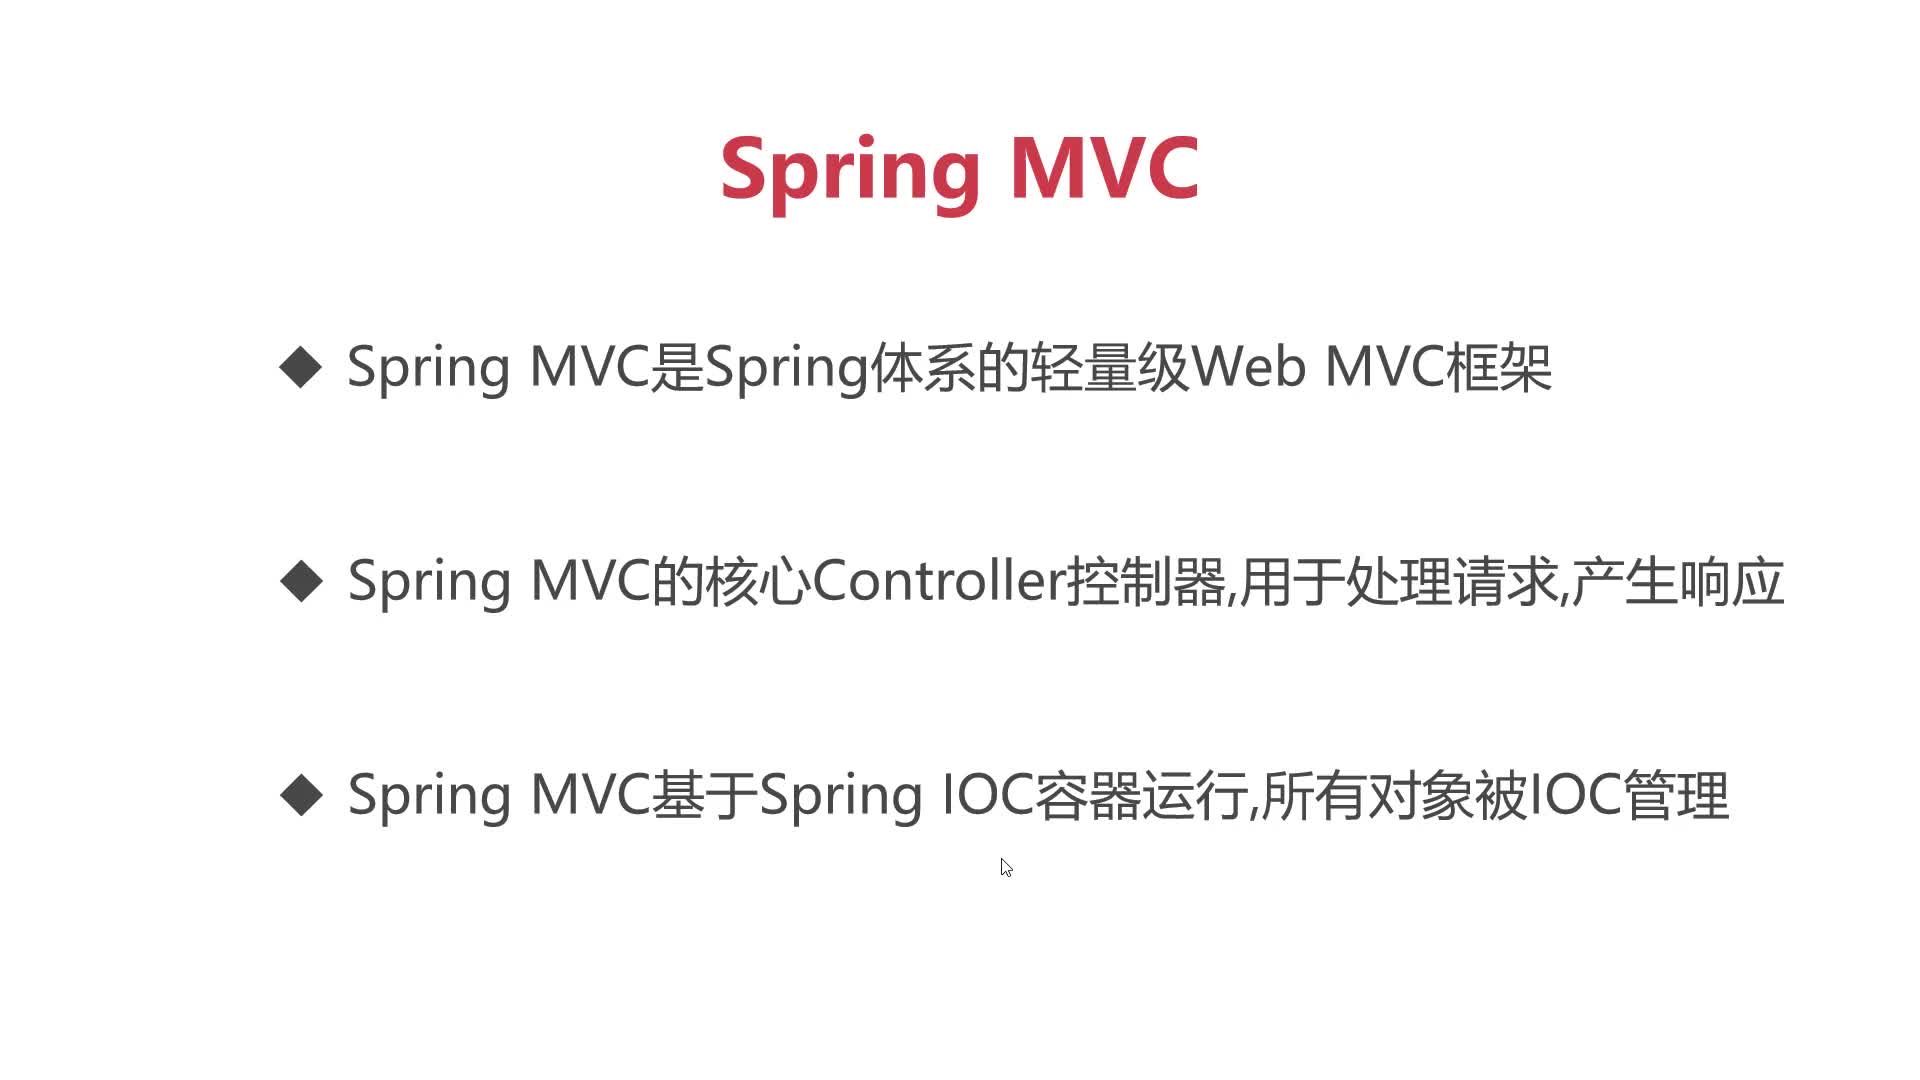 Spring MVC
◆ Spring MVC是Spring体系的轻量级Web MVC框架
◆ Spring MVC的核心Controller控制器,用于处理请求,产生响应
◆ Spring MVC基于Spring IOC容器运行,所有对象被IOC管理